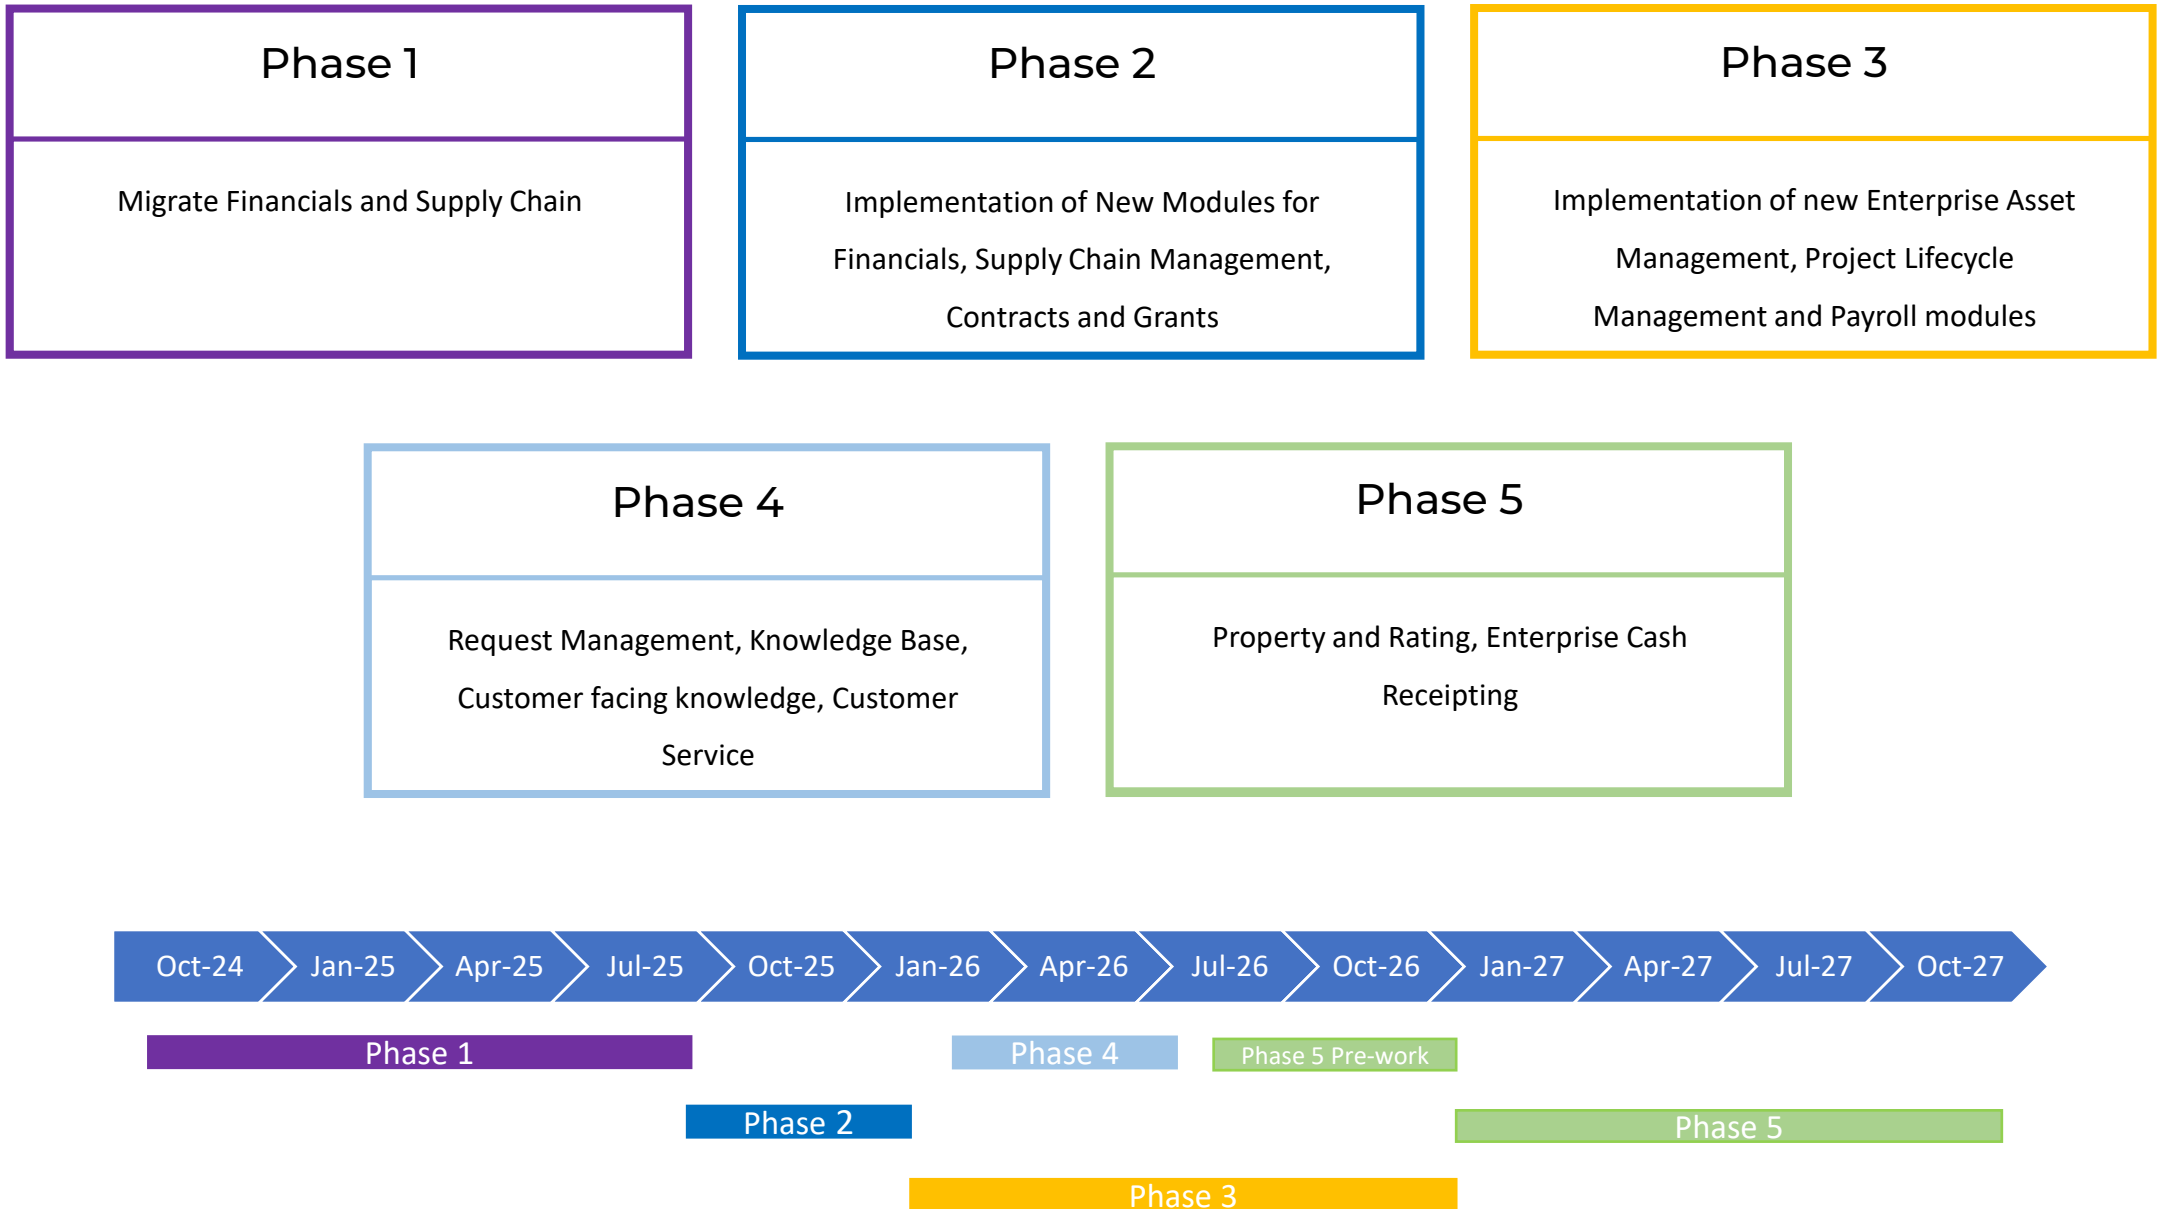 Phase 1
Migrate Financials and Supply Chain
Phase 2
Implementation of New Modules for
Financials, Supply Chain Management,
Contracts and Grants
Phase 3
Implementation of new Enterprise Asset
Management, Project Lifecycle
Management and Payroll modules
Phase 4
Request Management, Knowledge Base,
Customer facing knowledge, Customer
Service
Phase 5
Property and Rating, Enterprise Cash
Receipting
Oct-24 Jan-25 Apr-25 Jul-25 Oct-25 Jan-26 Apr-26 Jul-26 Oct-26 Jan-27 Apr-27 Jul-27 Oct-27
Phase 1 Phase 4 Phase 5 Pre-work
Phase 2 Phase 5
Phase 3